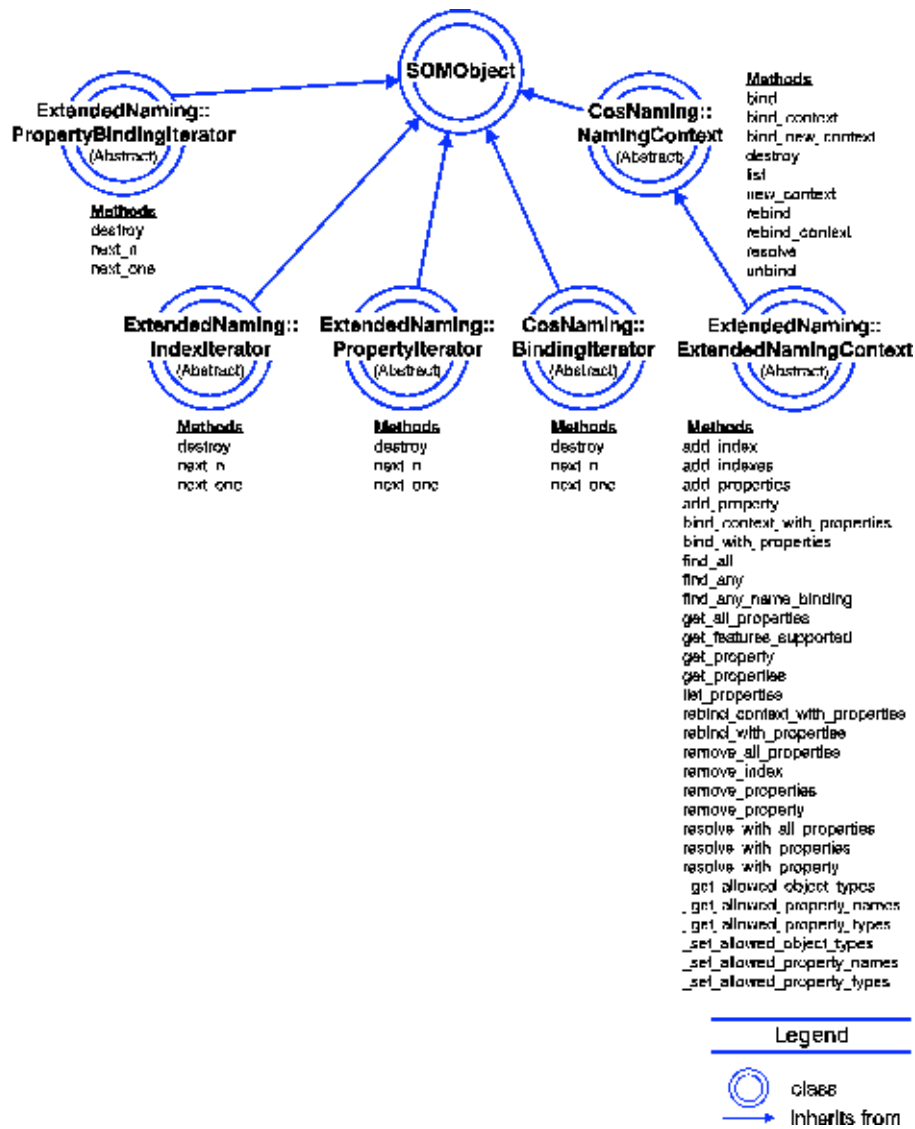 SOMObject
ExtendedNaming::
PropertyBindingIterator
(Abstract)
Methods
destroy
next_n
next_one
CosNaming::
NamingContext
(Abstract)
Methods
bind
bind_context
bind_new_context
destroy
list
new_context
rebind
rebind_context
resolve
unbind
ExtendedNaming::
IndexIterator
(Abstract)
Methods
destroy
next_n
next_one
ExtendedNaming::
PropertyIterator
(Abstract)
Methods
destroy
next_n
next_one
CosNaming::
BindingIterator
(Abstract)
Methods
destroy
next_n
next_one
ExtendedNaming::
ExtendedNamingContext
(Abstract)
Methods
add_index
add_indexes
add_properties
add_property
bind_context_with_properties
bind_with_properties
find_all
find_any
find_any_name_binding
get_all_properties
get_features_supported
get_property
get_properties
list_properties
rebind_context_with_properties
rebind_with_properties
remove_all_properties
remove_index
remove_properties
remove_property
resolve_with_all_properties
resolve_with_properties
resolve_with_property
_get_allowed_object_types
_get_allowed_property_names
_get_allowed_property_types
_set_allowed_object_types
_set_allowed_property_names
_set_allowed_property_types
Legend
class
Inherits from